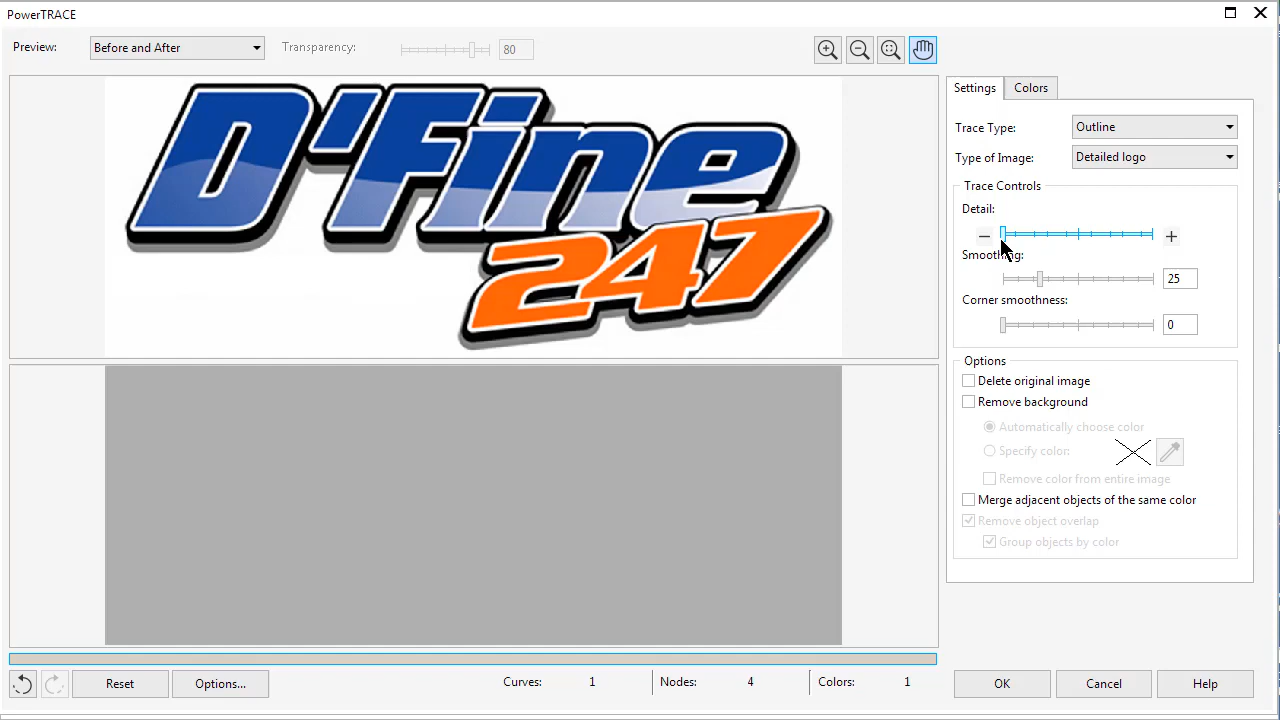 PowerTRACE
Preview: Before and After Transparency: 80
D'Fine
247
Settings Colors
Trace Type: Outline
Type of Image: Detailed logo
Trace Controls
Detail:
Smoothing:
25
Corner smoothness:
0
Options
Delete original image
Remove background
Automatically choose color
Specify color:
Remove color from entire image
Merge adjacent objects of the same color
Remove object overlap
Group objects by color
Reset Options... Curves: 1 Nodes: 4 Colors: 1 OK Cancel Help